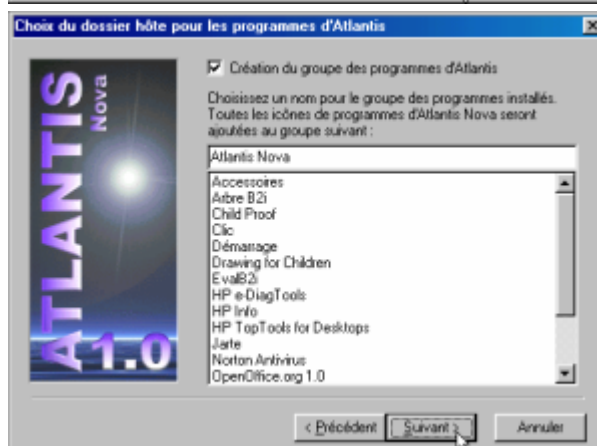 Choix du dossier hôte pour les programmes d'Atlantis
ATLANTIS
Nova
1.0
Création du groupe des programmes d'Atlantis
Choisissez un nom pour le groupe des programmes installés.
Toutes les icônes de programmes d'Atlantis Nova seront
ajoutées au groupe suivant :
Atlantis Nova
Accessoires
Arbre B2i
Child Proof
Clic
Démarrage
Drawing for Children
EvalB2i
HP e-DiagTools
HP Info
HP TopTools for Desktops
Jarte
Norton Antivirus
OpenOffice.org 1.0
< Précédent
Suivant >
Annuler